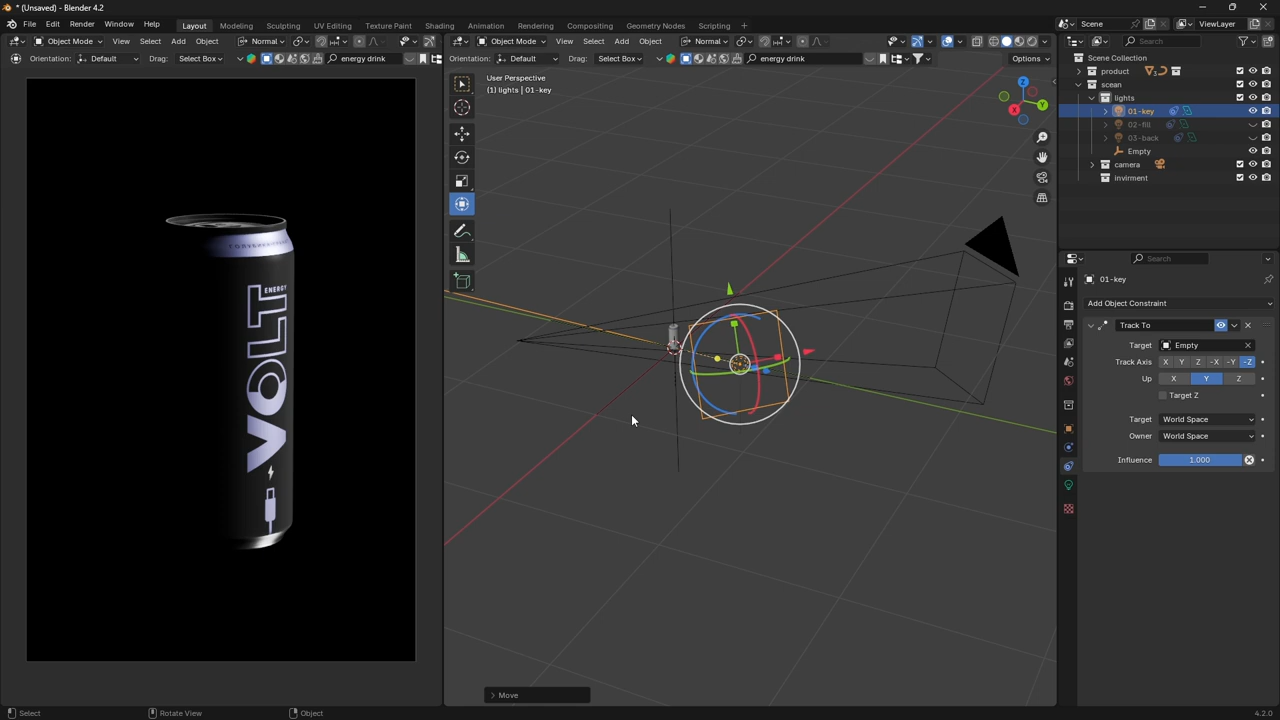 * (Unsaved) - Blender 4.2
File Edit Render Window Help
Layout Modeling Sculpting UV Editing Texture Paint Shading Animation Rendering Compositing Geometry Nodes Scripting +
Scene
ViewLayer
Object Mode View Select Add Object Normal
Orientation: Default Drag: Select Box energy drink
Object Mode View Select Add Object Normal
Orientation: Default Drag: Select Box energy drink Options
User Perspective
(1) lights | 01-key
Z
Y
X
VOLT
ENERGY
> Move
Search
Scene Collection
product 3
scean
lights
01-key
02-fill
03-back
Empty
camera
invirment
Search
01-key
Add Object Constraint
Track To
Target Empty
Track Axis X Y Z -X -Y -Z
Up X Y Z
Target Z
Target World Space
Owner World Space
Influence 1.000
Select Rotate View Object 4.2.0